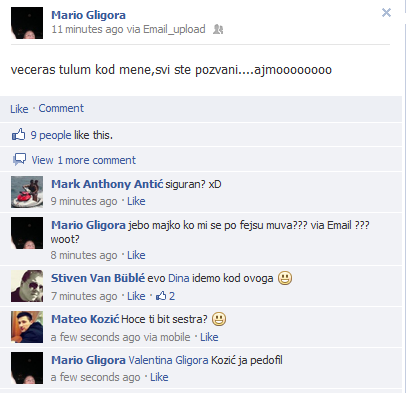 Mario Gligora
11 minutes ago via Email_upload
veceras tulum kod mene,svi ste pozvani....ajmoooooooo
Like · Comment
9 people like this.
View 1 more comment
Mark Anthony Antić siguran? xD
9 minutes ago · Like
Mario Gligora jebo majko ko mi se po fejsu muva??? via Email ???
woot?
8 minutes ago · Like
Stiven Van Büblé evo Dina idemo kod ovoga
7 minutes ago · Like · 2
Mateo Kozić Hoce ti bit sestra?
a few seconds ago via mobile · Like
Mario Gligora Valentina Gligora Kozić ja pedofil
a few seconds ago · Like